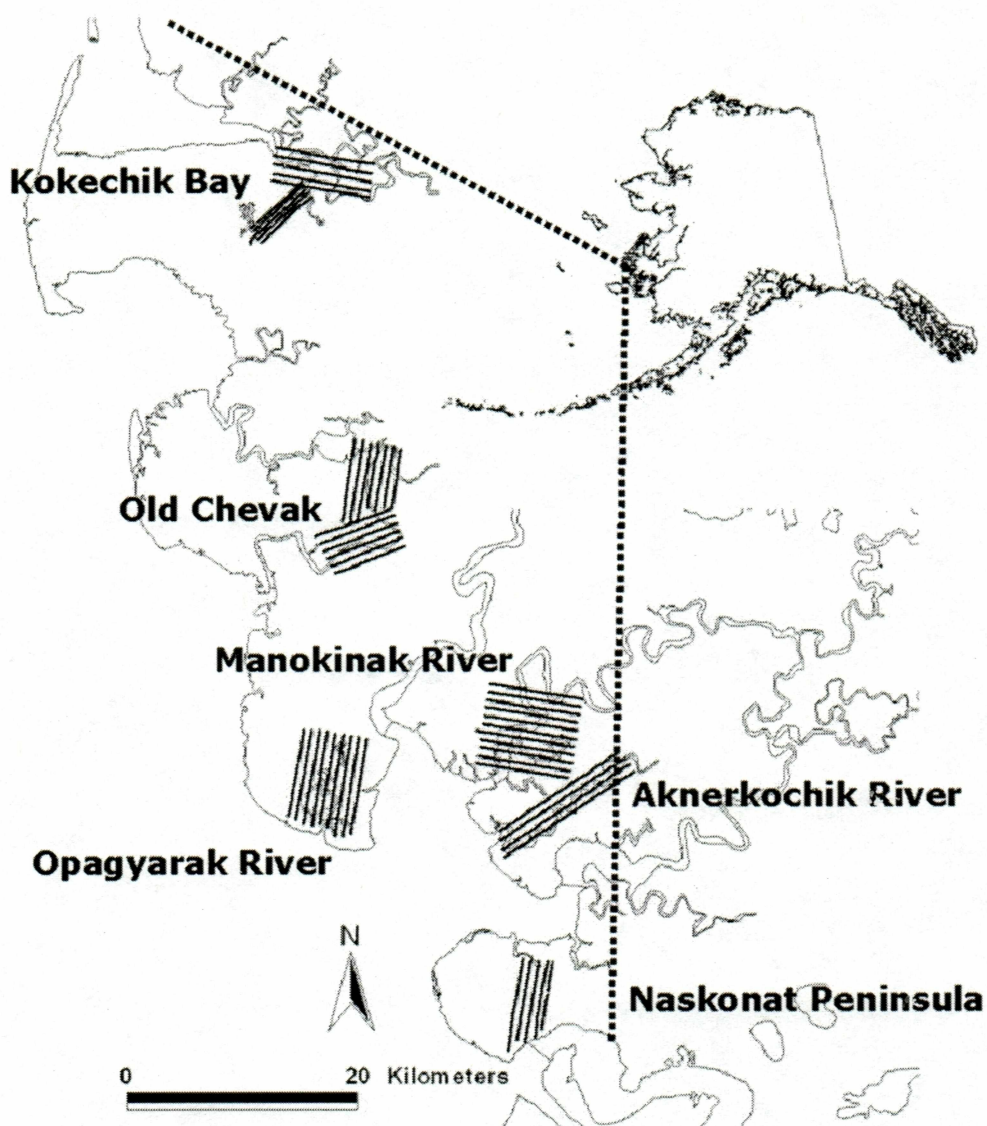 Kokechik Bay
Old Chevak
Manokinak River
Aknerkochik River
Opagyarak River
N
Naskonat Peninsula
0 20 Kilometers